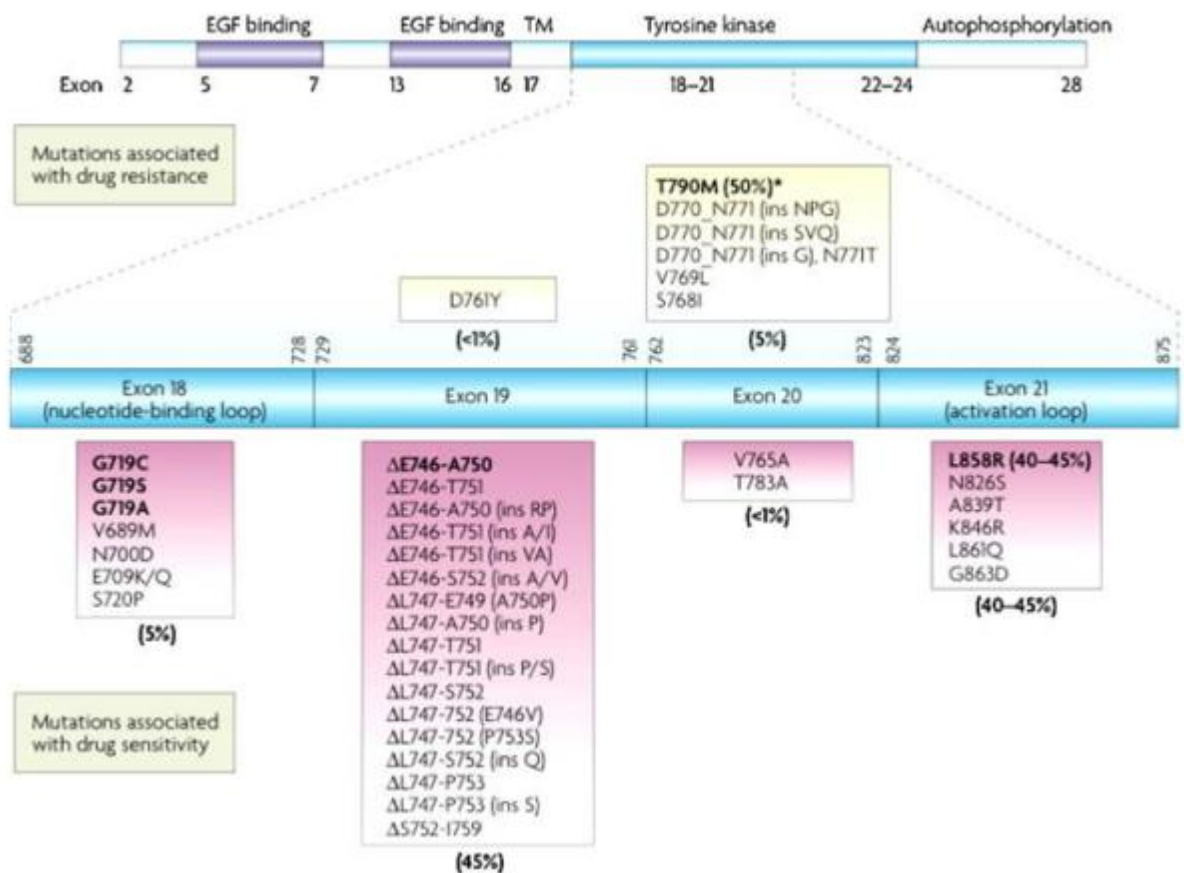 EGF binding EGF binding TM Tyrosine kinase Autophosphorylation
Exon 2 5 7 13 16 17 18–21 22–24 28
Mutations associated
with drug resistance
T790M (50%)*
D770_N771 (ins NPG)
D770_N771 (ins SVQ)
D770_N771 (ins G), N771T
V769L
S768I
D761Y
(<1%)
(5%)
688 728 729 761 762 823 824 875
Exon 18
(nucleotide-binding loop)
Exon 19
Exon 20
Exon 21
(activation loop)
G719C
G719S
G719A
V689M
N700D
E709K/Q
S720P
(5%)
ΔE746-A750
ΔE746-T751
ΔE746-A750 (ins RP)
ΔE746-T751 (ins A/I)
ΔE746-T751 (ins VA)
ΔE746-S752 (ins A/V)
ΔL747-E749 (A750P)
ΔL747-A750 (ins P)
ΔL747-T751
ΔL747-T751 (ins P/S)
ΔL747-S752
ΔL747-752 (E746V)
ΔL747-752 (P753S)
ΔL747-S752 (ins Q)
ΔL747-P753
ΔL747-P753 (ins S)
ΔS752-I759
(45%)
V765A
T783A
(<1%)
L858R (40–45%)
N826S
A839T
K846R
L861Q
G863D
(40–45%)
Mutations associated
with drug sensitivity